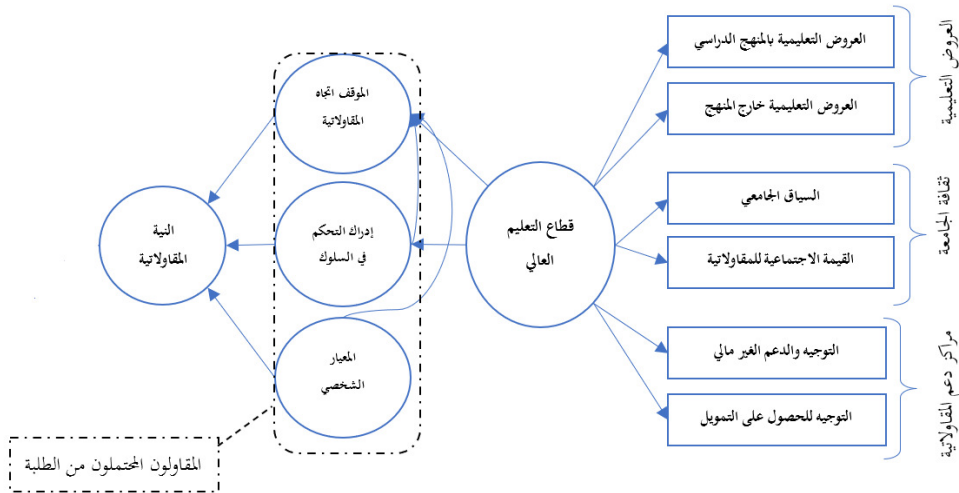 العروض التعليمية
العروض التعليمية بالمنهج الدراسي
العروض التعليمية خارج المنهج
ثقافة الجامعة
السياق الجامعي
القيمة الاجتماعية للمقاولاتية
مراكز دعم المقاولاتية
التوجيه والدعم الغير مالي
التوجيه للحصول على التمويل
قطاع التعليم
العالي
الموقف اتجاه
المقاولاتية
إدراك التحكم
في السلوك
المعيار
الشخصي
النية
المقاولاتية
المقاولون المحتملون من الطلبة